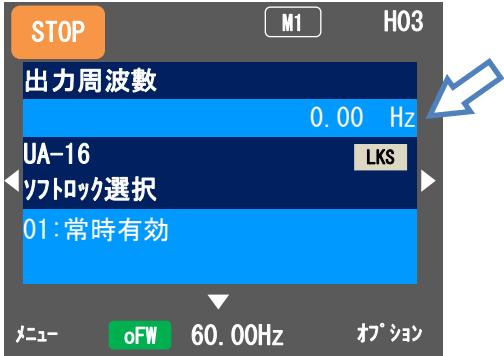 STOP M1 H03
出力周波数
0.00 Hz
UA-16 LKS
ｿﾌﾄﾛｯｸ選択
01:常時有効
ﾒﾆｭｰ oFW 60.00Hz ｵﾌﾟｼｮﾝ